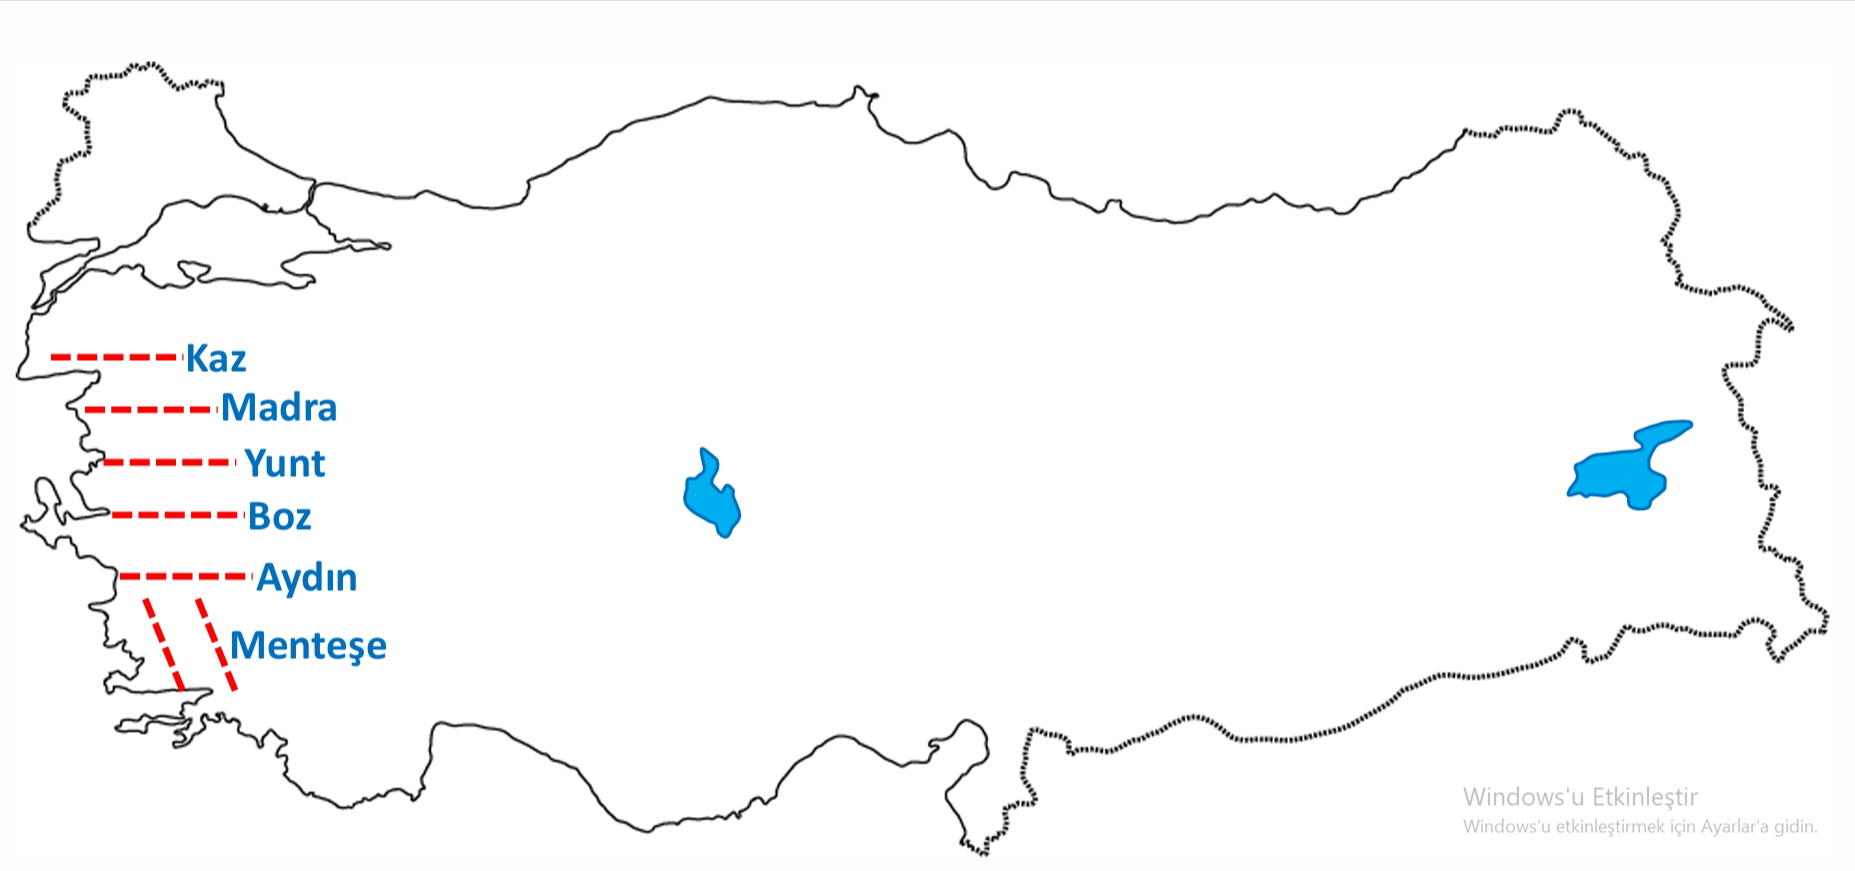 Kaz
Madra
Yunt
Boz
Aydın
Menteşe
Windows'u Etkinleştir
Windows'u etkinleştirmek için Ayarlar'a gidin.